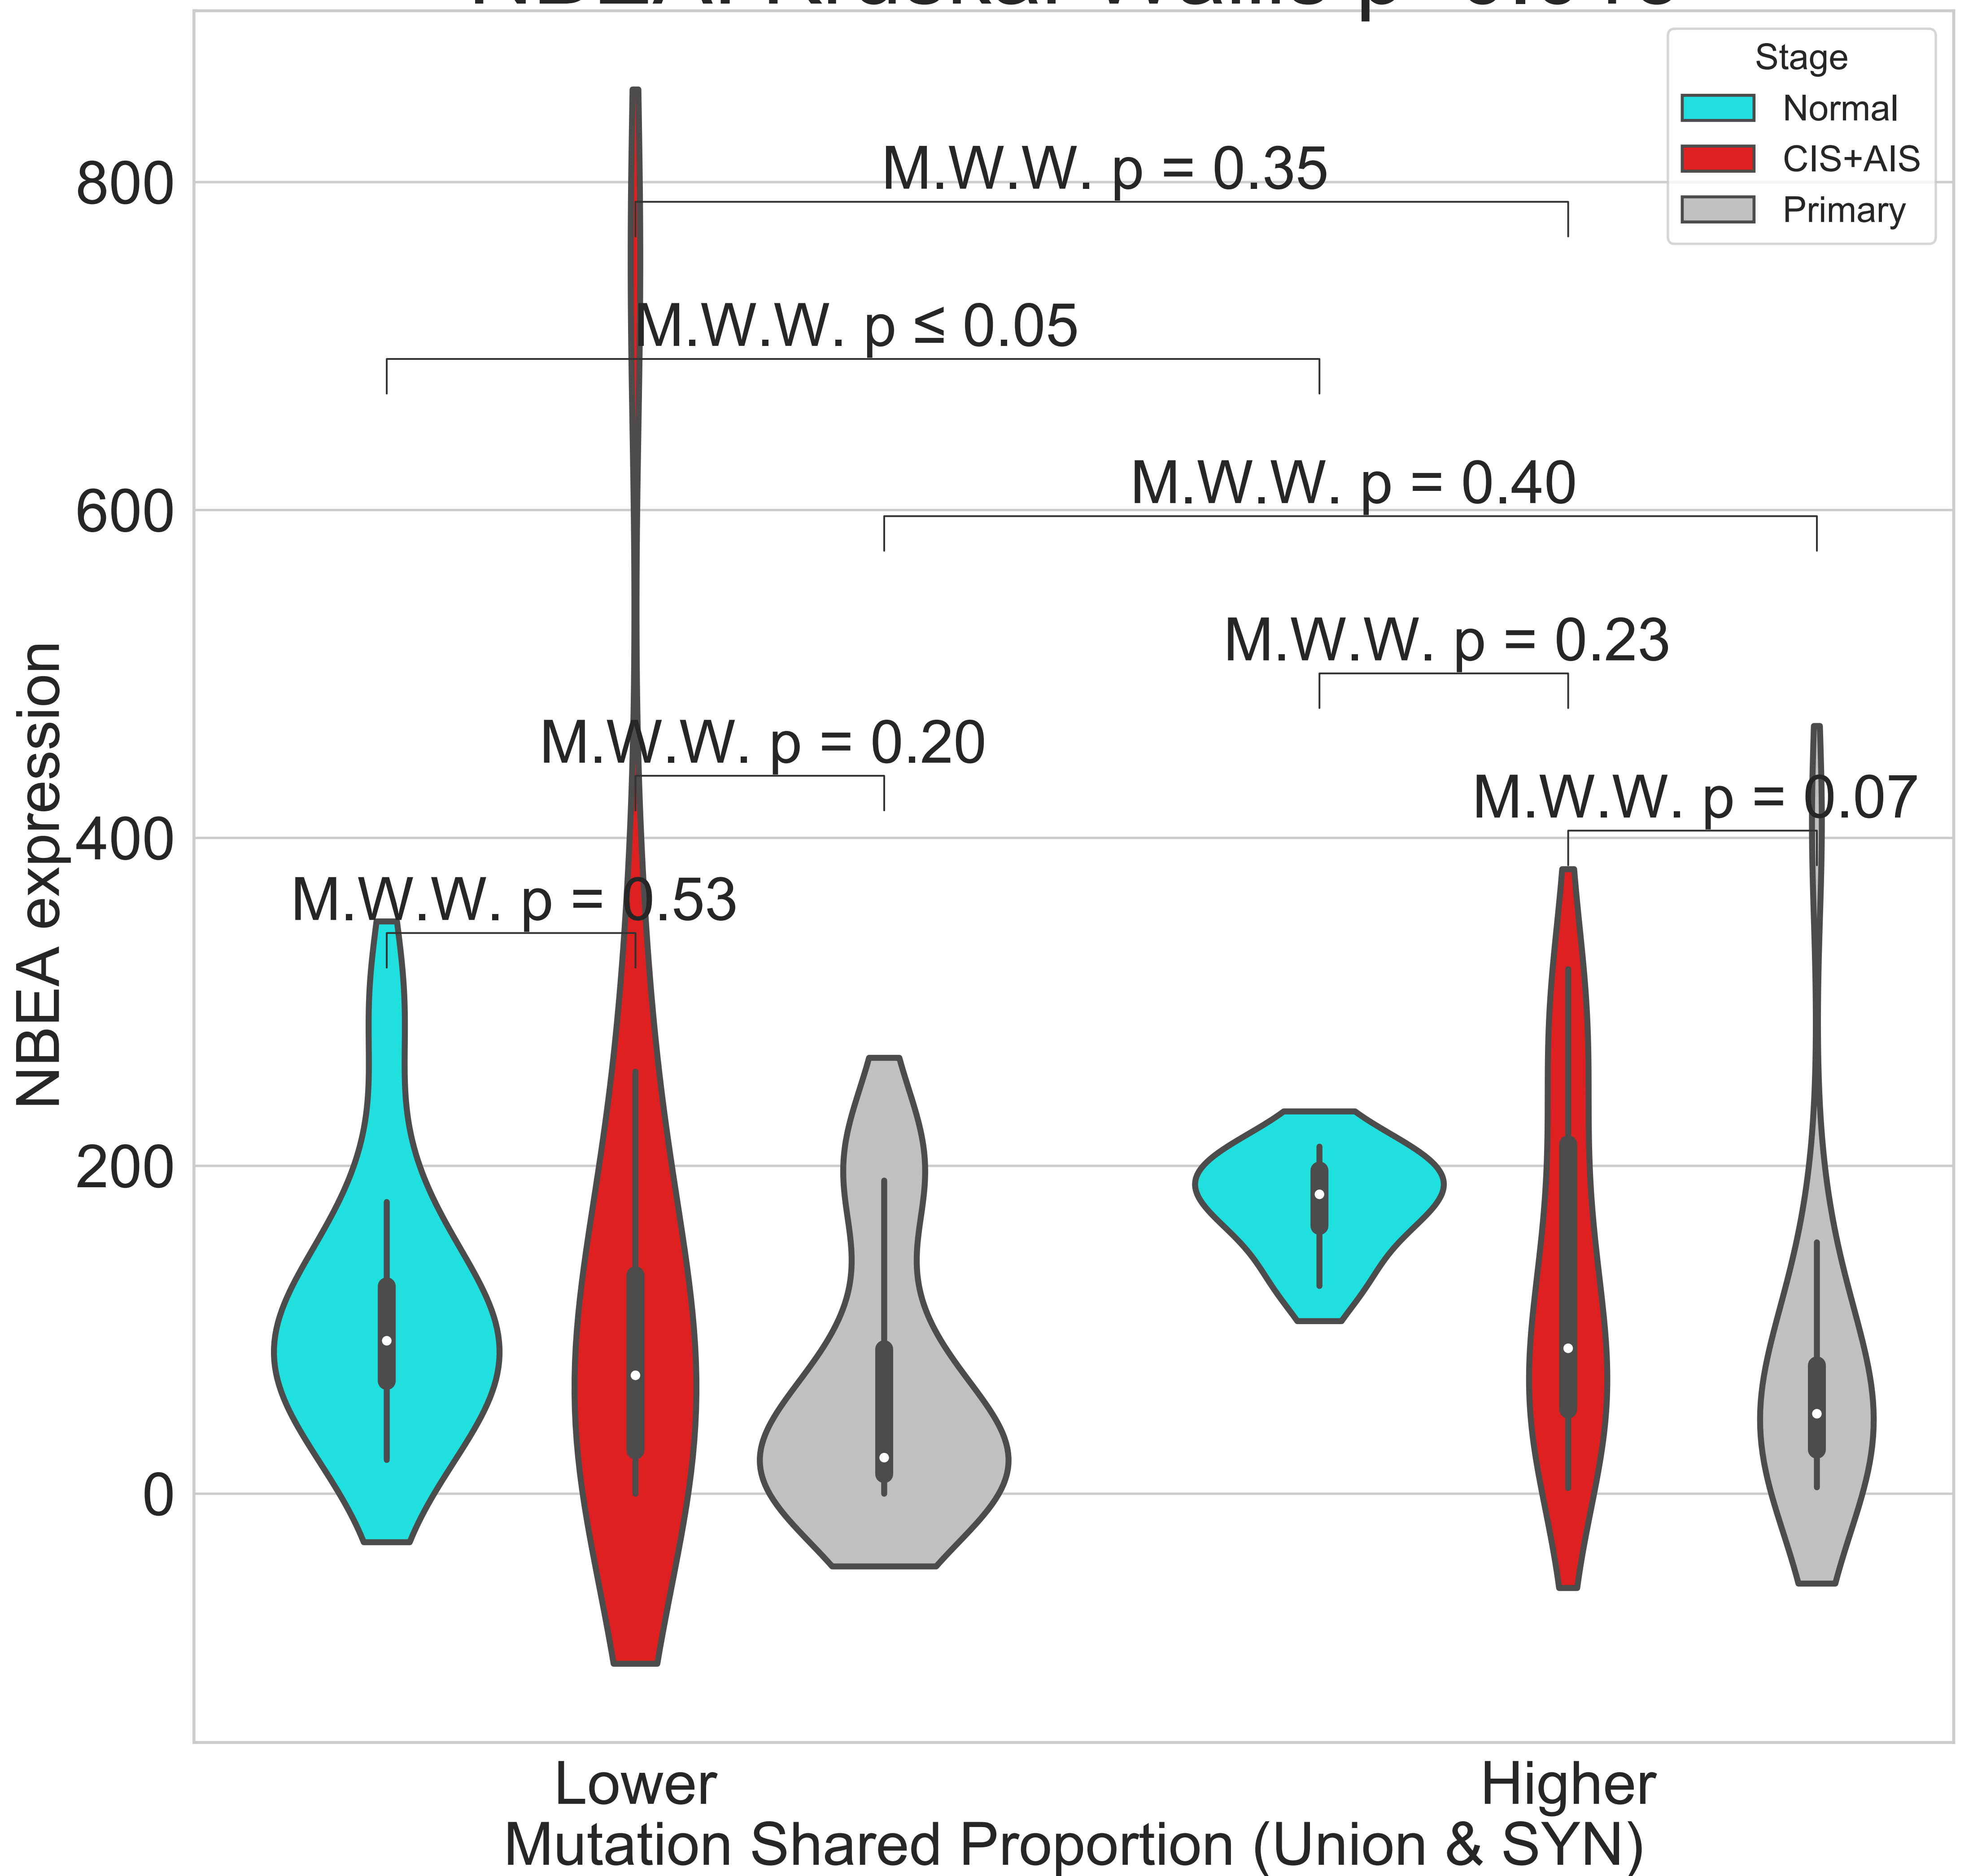 Stage
Normal
CIS+AIS
Primary
M.W.W. p = 0.35
M.W.W. p ≤ 0.05
M.W.W. p = 0.40
M.W.W. p = 0.23
M.W.W. p = 0.20
M.W.W. p = 0.07
M.W.W. p = 0.53
800
600
400
200
0
NBEA expression
Lower
Higher
Mutation Shared Proportion (Union & SYN)